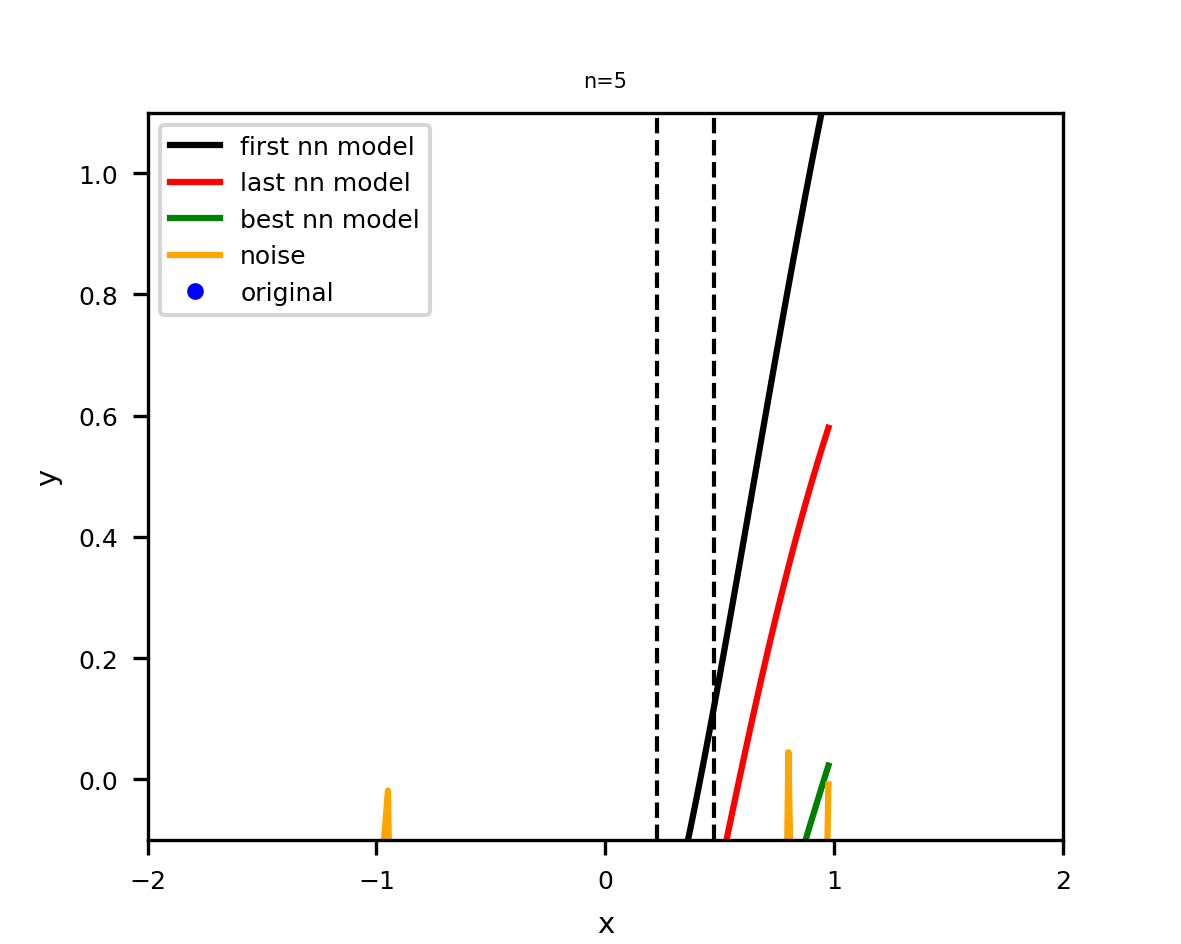 n=5
first nn model
last nn model
best nn model
noise
original
1.0
0.8
0.6
0.4
0.2
0.0
y
−2
−1
0
1
2
x